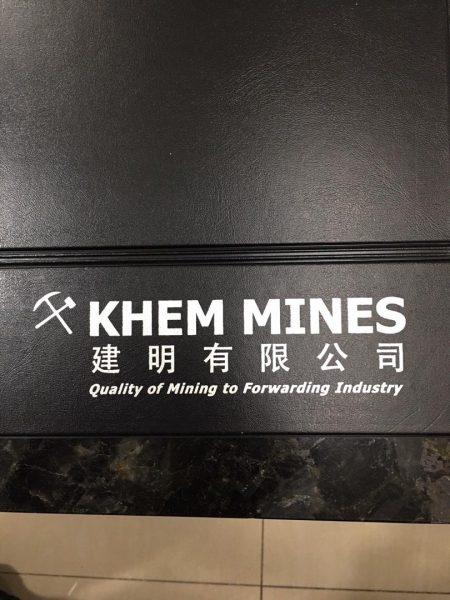 KHEM MINES
建明有限公司
Quality of Mining to Forwarding Industry